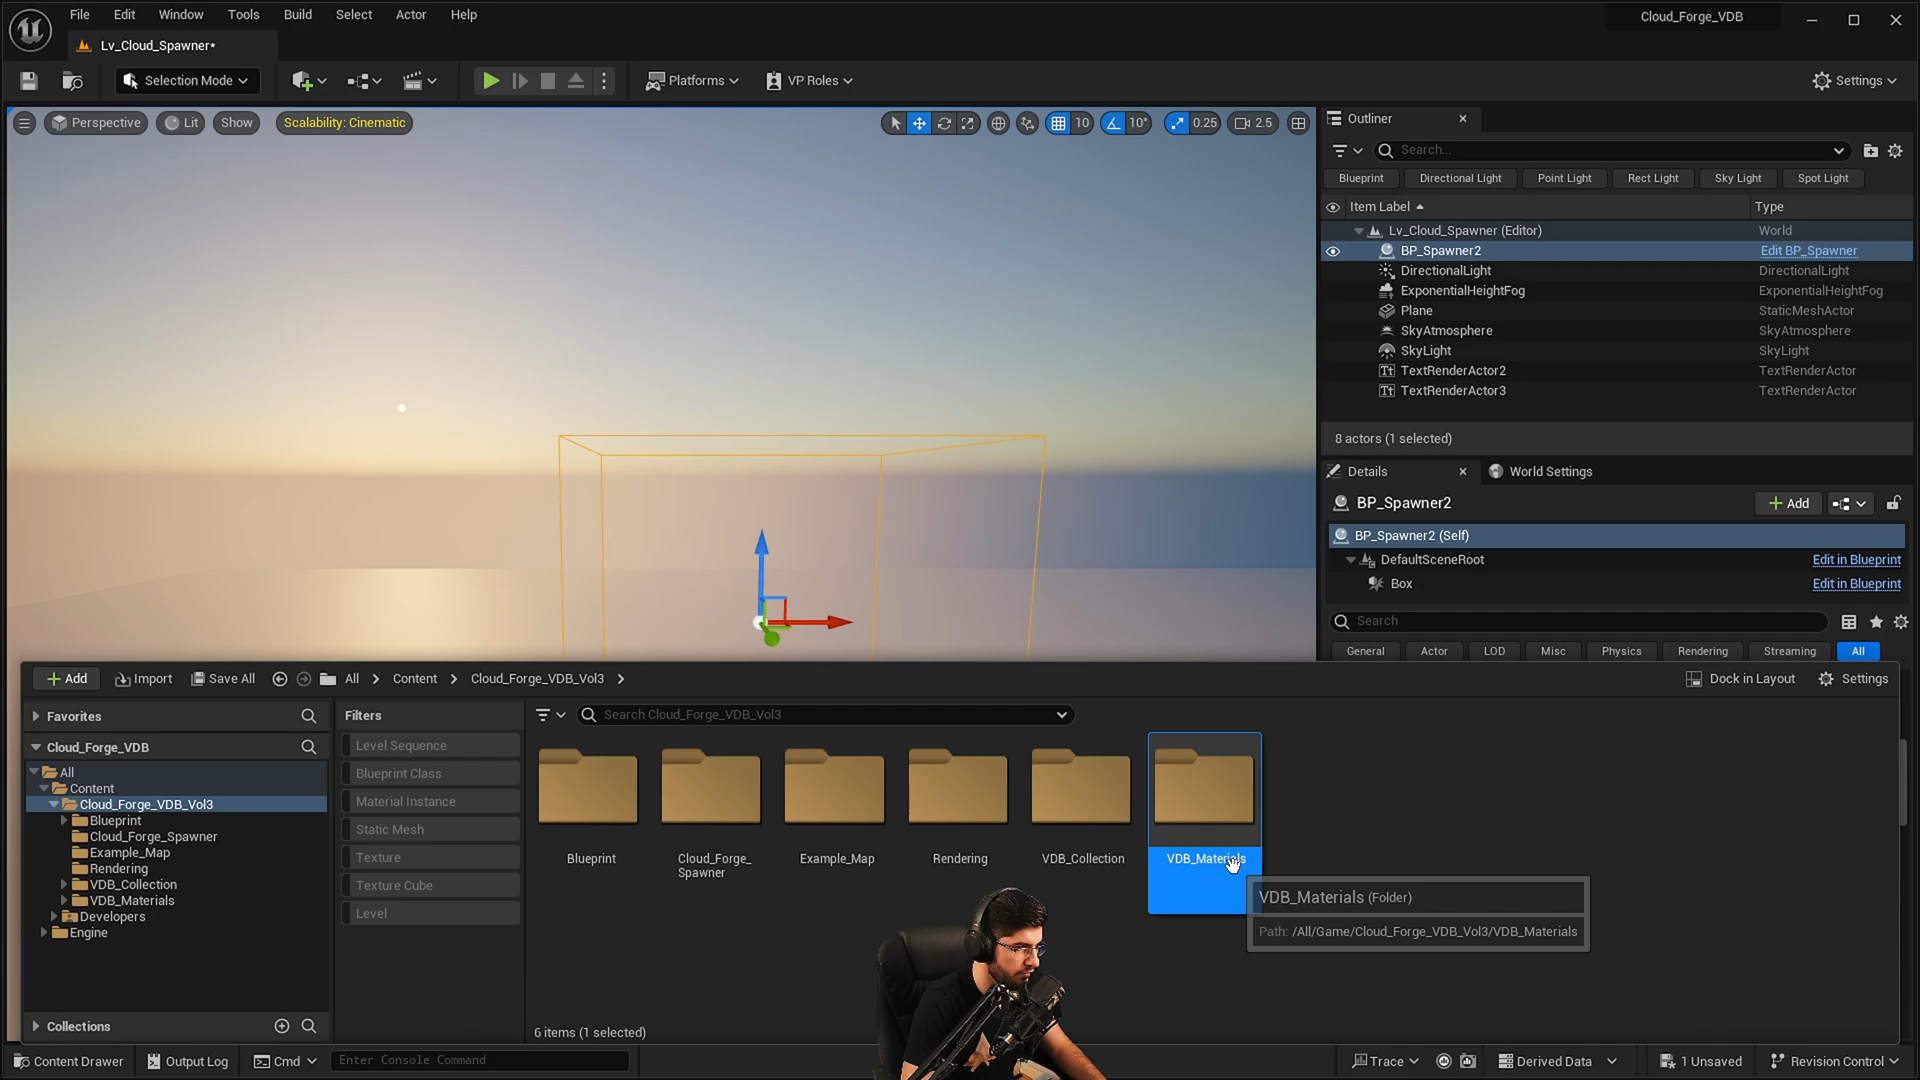 File Edit Window Tools Build Select Actor Help
Cloud_Forge_VDB
Lv_Cloud_Spawner*
Selection Mode
Platforms
VP Roles
Settings
Perspective
Lit
Show
Scalability: Cinematic
10
10°
0.25
2.5
Outliner
Search...
Blueprint
Directional Light
Point Light
Rect Light
Sky Light
Spot Light
Item Label
Type
Lv_Cloud_Spawner (Editor) World
BP_Spawner2 Edit BP_Spawner
DirectionalLight DirectionalLight
ExponentialHeightFog ExponentialHeightFog
Plane StaticMeshActor
SkyAtmosphere SkyAtmosphere
SkyLight SkyLight
TextRenderActor2 TextRenderActor
TextRenderActor3 TextRenderActor
8 actors (1 selected)
Details
World Settings
BP_Spawner2
Add
BP_Spawner2 (Self)
DefaultSceneRoot Edit in Blueprint
Box Edit in Blueprint
Search
General
Actor
LOD
Misc
Physics
Rendering
Streaming
All
Add
Import
Save All
All > Content > Cloud_Forge_VDB_Vol3 >
Dock in Layout
Settings
Favorites
Cloud_Forge_VDB
All
Content
Cloud_Forge_VDB_Vol3
Blueprint
Cloud_Forge_Spawner
Example_Map
Rendering
VDB_Collection
VDB_Materials
Developers
Engine
Collections
Filters
Level Sequence
Blueprint Class
Material Instance
Static Mesh
Texture
Texture Cube
Level
Search Cloud_Forge_VDB_Vol3
Blueprint
Cloud_Forge_
Spawner
Example_Map
Rendering
VDB_Collection
VDB_Materials
VDB_Materials (Folder)
Path: /All/Game/Cloud_Forge_VDB_Vol3/VDB_Materials
6 items (1 selected)
Content Drawer
Output Log
Cmd
Enter Console Command
Trace
Derived Data
1 Unsaved
Revision Control